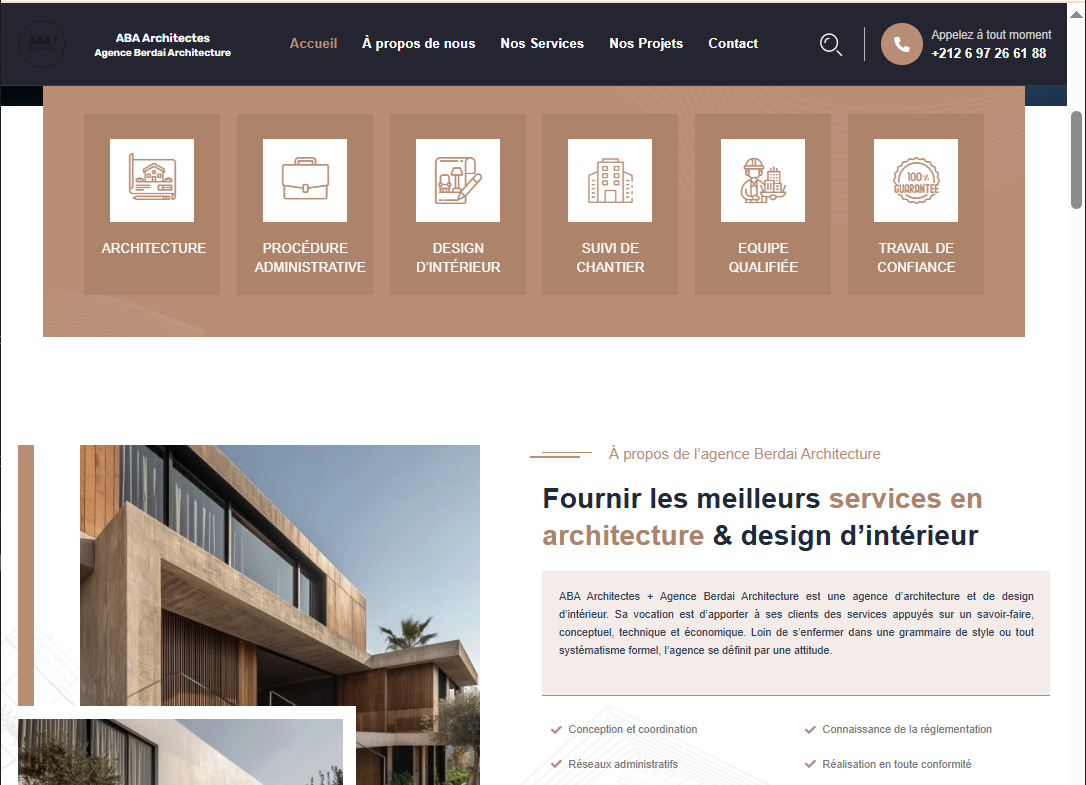 ABA
ABA Architectes
Agence Berdai Architecture
Accueil
À propos de nous
Nos Services
Nos Projets
Contact
Appelez à tout moment
+212 6 97 26 61 88
ARCHITECTURE
PROCÉDURE
ADMINISTRATIVE
DESIGN
D’INTÉRIEUR
SUIVI DE
CHANTIER
EQUIPE
QUALIFIÉE
100%
GUARANTEE
TRAVAIL DE
CONFIANCE
À propos de l’agence Berdai Architecture
Fournir les meilleurs services en
architecture & design d’intérieur
ABA Architectes + Agence Berdai Architecture est une agence d’architecture et de design
d’intérieur. Sa vocation est d’apporter à ses clients des services appuyés sur un savoir-faire,
conceptuel, technique et économique. Loin de s’enfermer dans une grammaire de style ou tout
systématisme formel, l’agence se définit par une attitude.
Conception et coordination
Connaissance de la réglementation
Réseaux administratifs
Réalisation en toute conformité